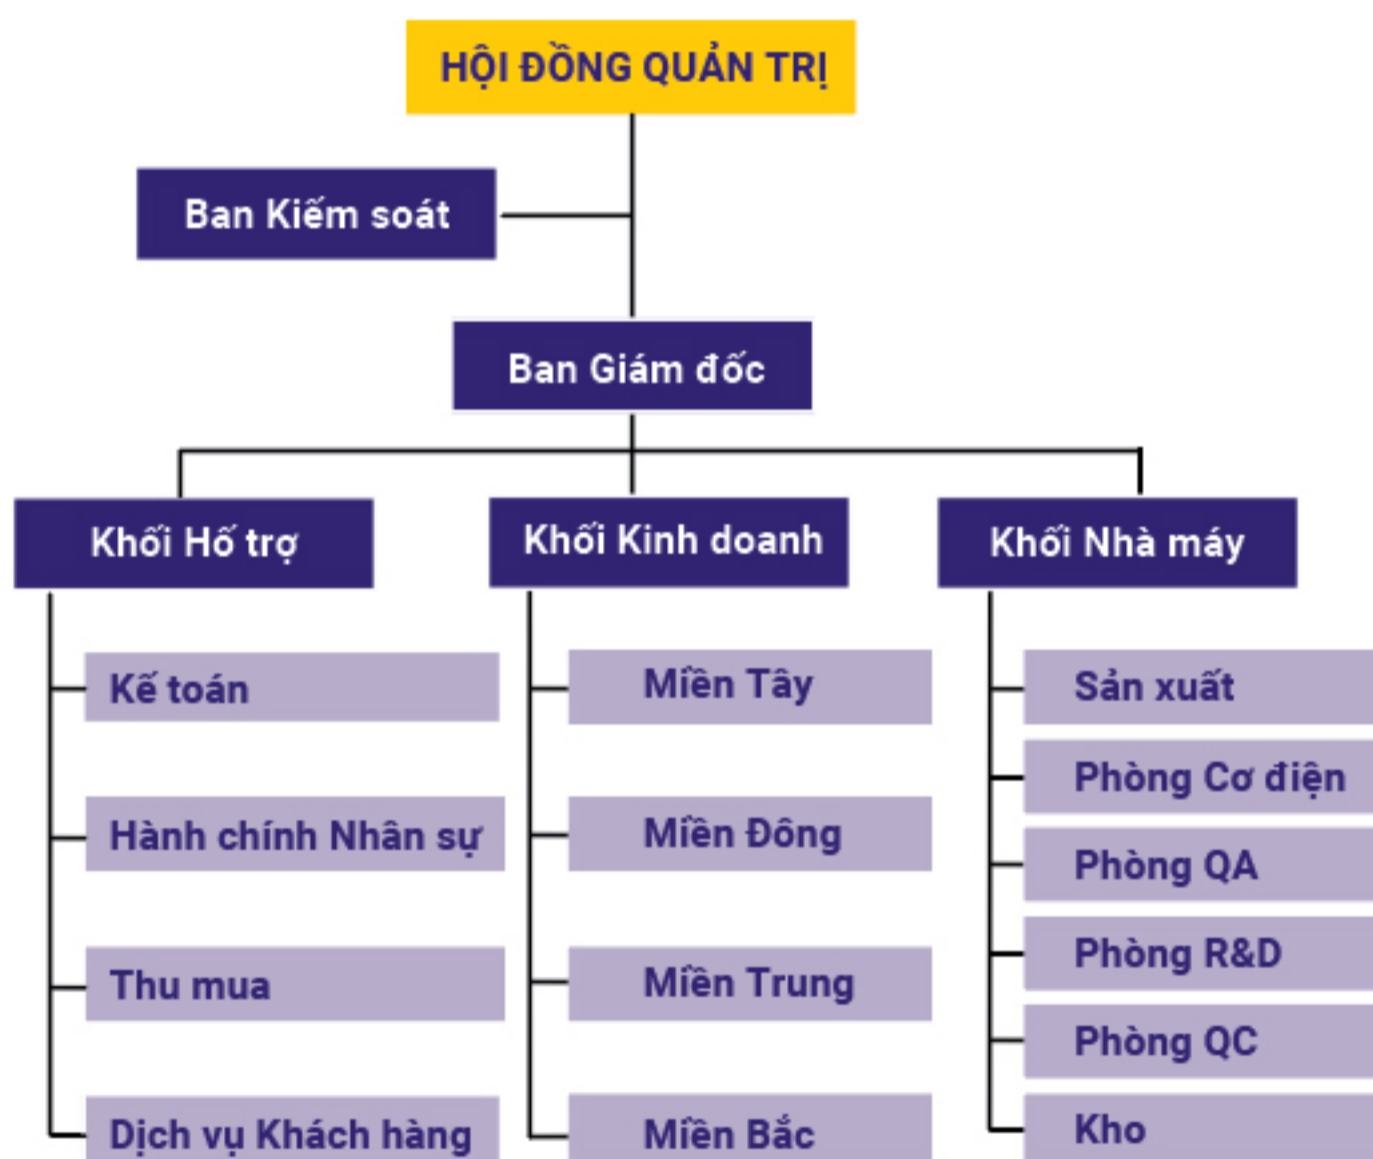 HỘI ĐỒNG QUẢN TRỊ
Ban Kiếm soát
Ban Giám đốc
Khối Hố trợ
Khối Kinh doanh
Khối Nhà máy
Kế toán
Hành chính Nhân sự
Thu mua
Dịch vụ Khách hàng
Miền Tây
Miền Đông
Miền Trung
Miền Bắc
Sản xuất
Phòng Cơ điện
Phòng QA
Phòng R&D
Phòng QC
Kho